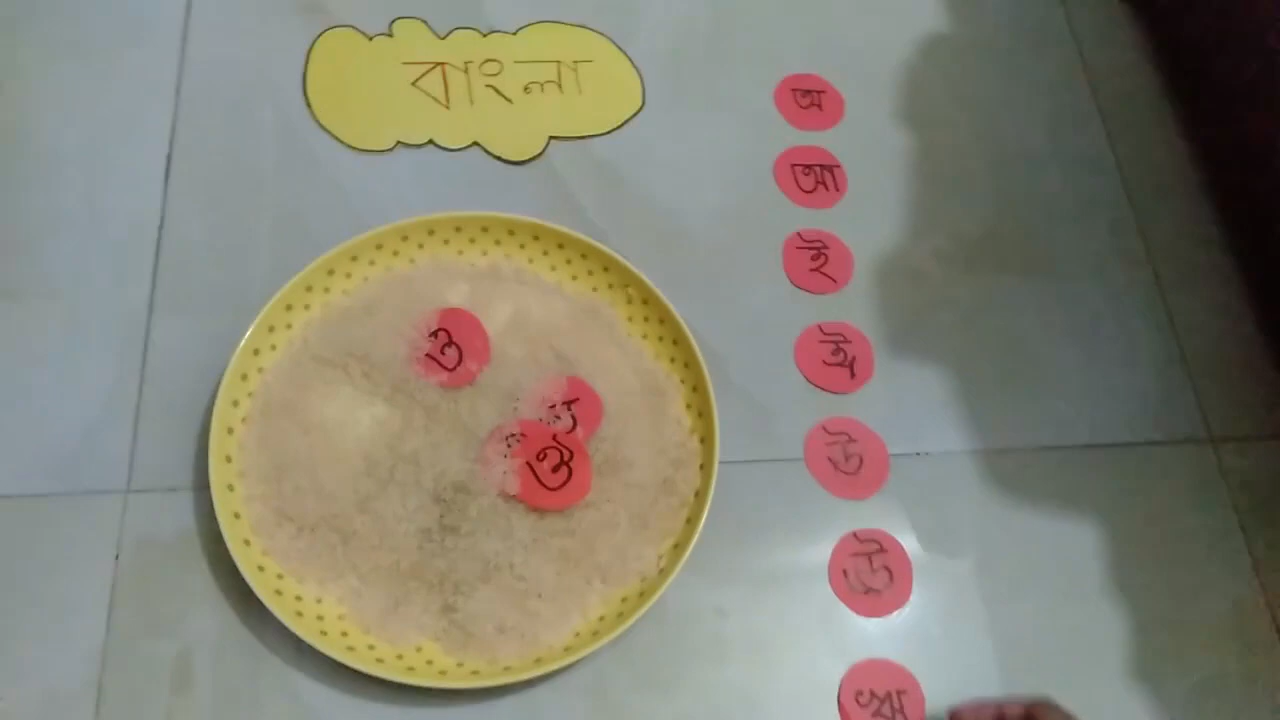 বাংলা
অ
আ
ই
ঈ
উ
ঊ
ঋ
ও
ঔ